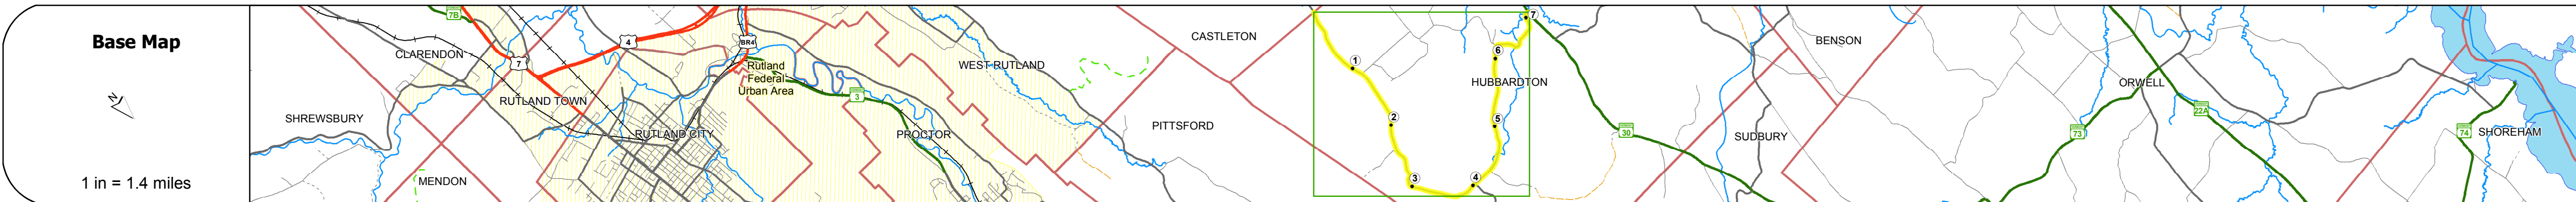 Base Map
N
1 in = 1.4 miles
7B
CLARENDON
7
4
BR4
Rutland
Federal
Urban Area
3
RUTLAND TOWN
SHREWSBURY
RUTLAND CITY
MENDON
PROCTOR
WEST RUTLAND
PITTSFORD
CASTLETON
1
2
3
4
5
6
7
HUBBARDTON
30
SUDBURY
BENSON
ORWELL
73
22A
74
SHOREHAM